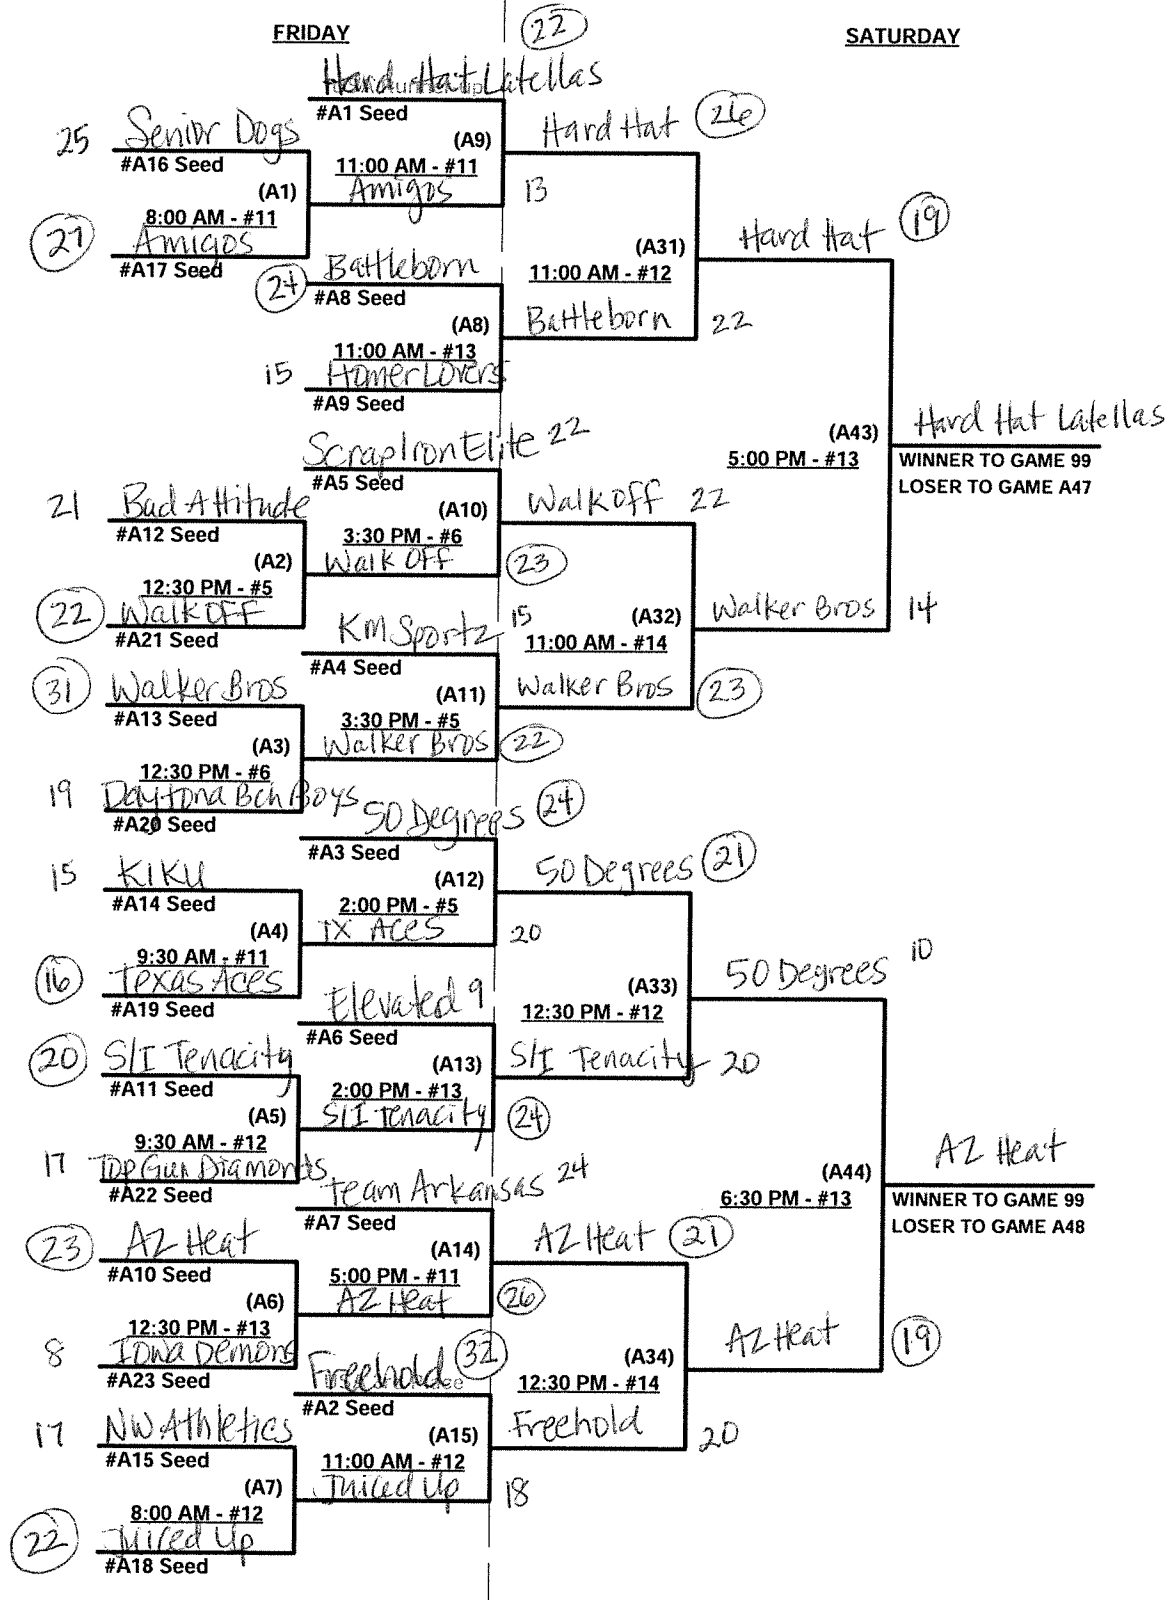 FRIDAY
22
SATURDAY
Hard Hat Latellas
#A1 Seed
25 Senior Dogs
#A16 Seed
(A9)
Hard Hat 26
11:00 AM - #11
Amigos
13
(A1)
8:00 AM - #11
27 Amigos
#A17 Seed
Hard Hat 19
(A31)
11:00 AM - #12
24 Battleborn
#A8 Seed
(A8)
Battleborn 22
11:00 AM - #13
15 Homer Lovers
#A9 Seed
Hard Hat Latellas
(A43)
5:00 PM - #13
WINNER TO GAME 99
LOSER TO GAME A47
Scrap Iron Elite 22
#A5 Seed
21 Bad Attitude
#A12 Seed
(A10)
Walk Off 22
3:30 PM - #6
Walk Off
23
(A2)
12:30 PM - #5
22 Walk Off
#A21 Seed
Walker Bros 14
(A32)
11:00 AM - #14
KM Sportz 15
#A4 Seed
31 Walker Bros
#A13 Seed
(A11)
Walker Bros 23
3:30 PM - #5
Walker Bros 22
(A3)
12:30 PM - #6
19 Daytona Bch Boys
#A20 Seed
50 Degrees 24
#A3 Seed
15 KIKU
#A14 Seed
(A12)
50 Degrees 21
2:00 PM - #5
TX Aces
20
(A4)
9:30 AM - #11
16 Texas Aces
#A19 Seed
50 Degrees 10
(A33)
12:30 PM - #12
Elevated 9
#A6 Seed
20 S/I Tenacity
#A11 Seed
(A13)
S/I Tenacity 20
2:00 PM - #13
S/I Tenacity
24
(A5)
9:30 AM - #12
17 Top Gun Diamonds
#A22 Seed
AZ Heat
(A44)
6:30 PM - #13
WINNER TO GAME 99
LOSER TO GAME A48
Team Arkansas 24
#A7 Seed
23 AZ Heat
#A10 Seed
(A14)
AZ Heat 21
5:00 PM - #11
AZ Heat
26
(A6)
12:30 PM - #13
8 Iowa Demons
#A23 Seed
AZ Heat 19
(A34)
12:30 PM - #14
Freehold 32
#A2 Seed
17 NW Athletics
#A15 Seed
(A15)
Freehold 20
11:00 AM - #12
Juiced Up
18
(A7)
8:00 AM - #12
22 Juiced Up
#A18 Seed